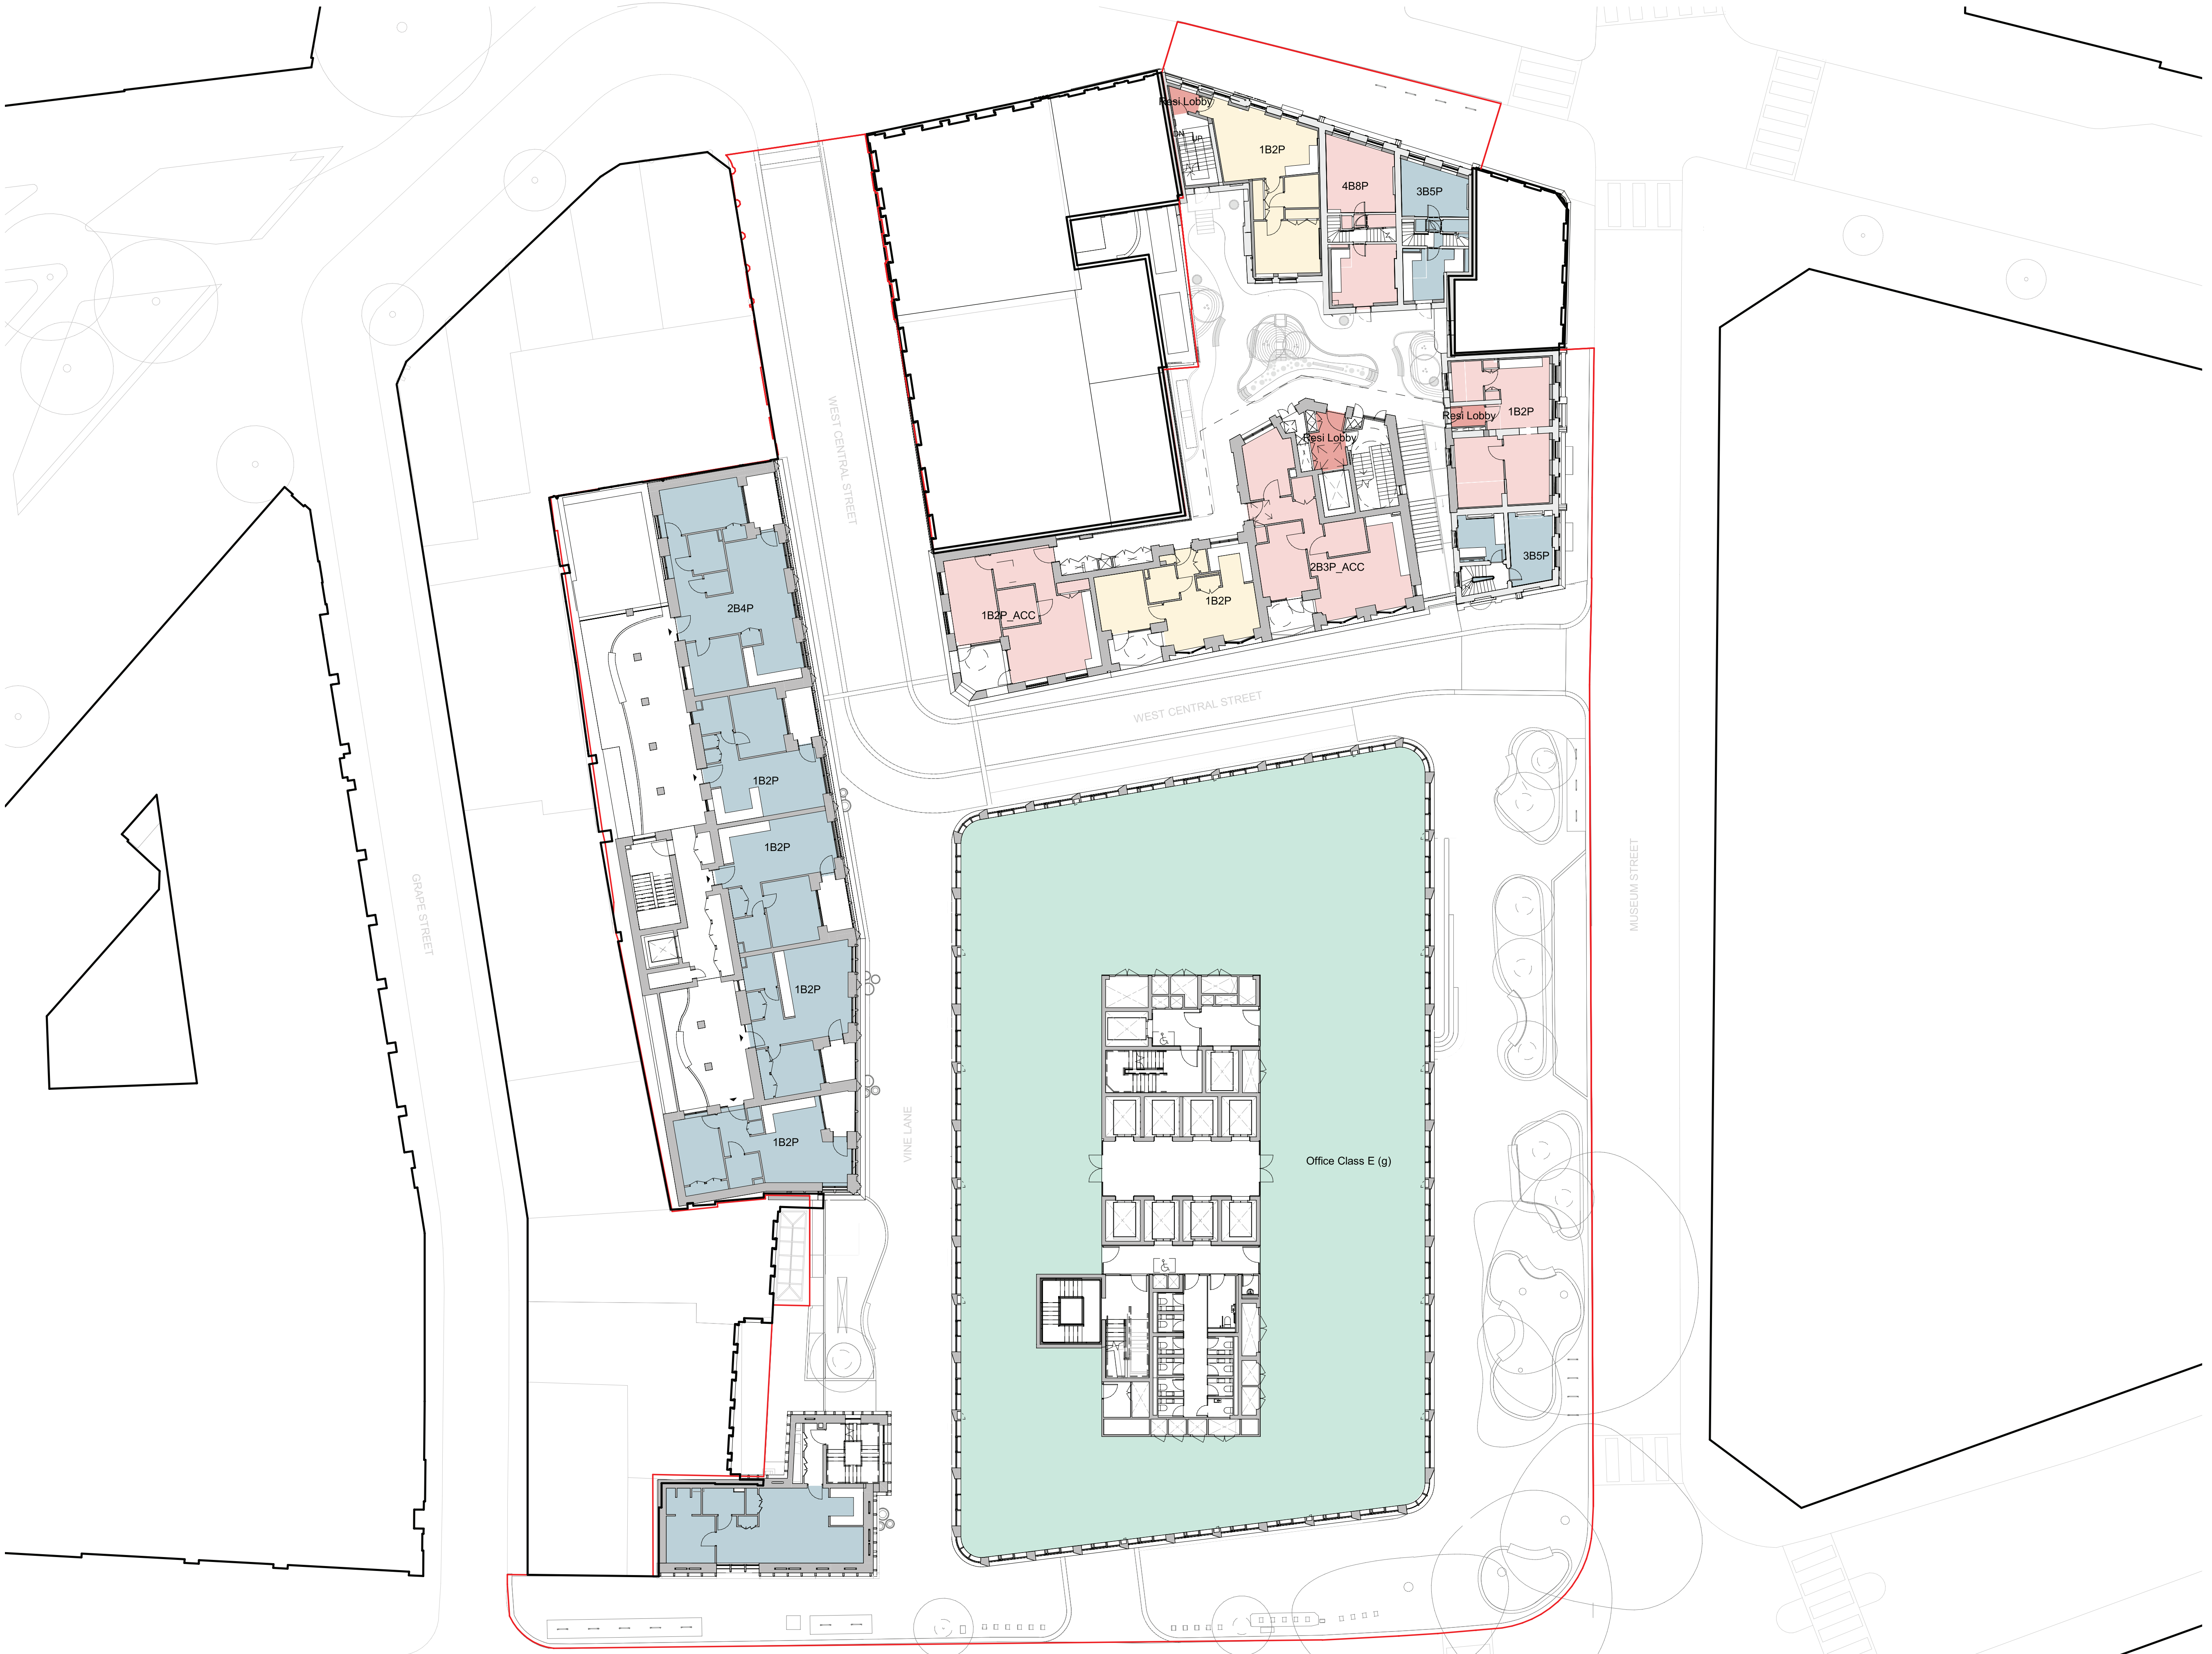 Resi Lobby
DN
UP
1B2P
4B8P
3B5P
WEST CENTRAL STREET
Resi Lobby
1B2P
Resi Lobby
3B5P
2B3P_ACC
1B2P
1B2P_ACC
2B4P
WEST CENTRAL STREET
1B2P
1B2P
GRAPE STREET
MUSEUM STREET
1B2P
VINE LANE
1B2P
Office Class E (g)